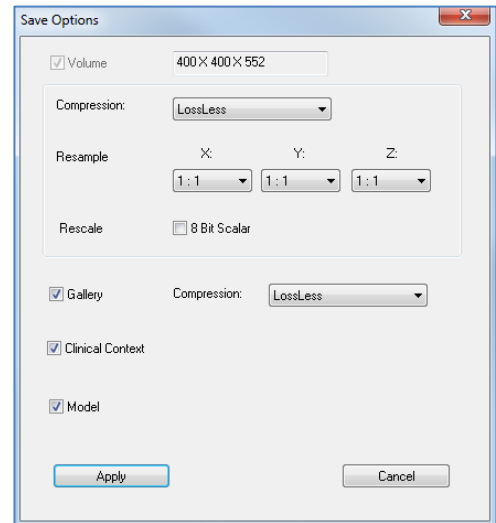 Save Options
Volume 400 X 400 X 552
Compression: LossLess
X: Y: Z:
Resample
1 : 1 1 : 1 1 : 1
Rescale 8 Bit Scalar
Gallery Compression: LossLess
Clinical Context
Model
Apply Cancel